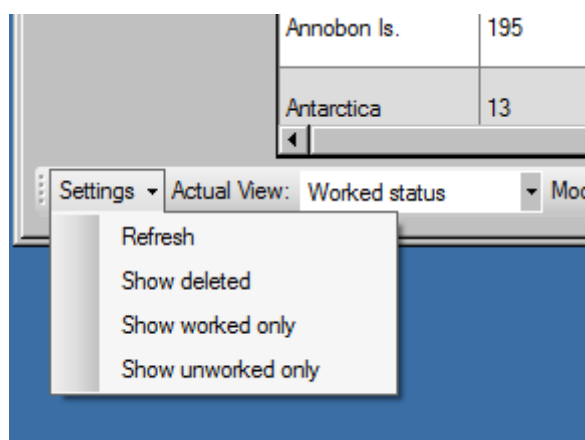 Annobon Is. 195
Antarctica 13
Settings Actual View: Worked status
Refresh
Show deleted
Show worked only
Show unworked only